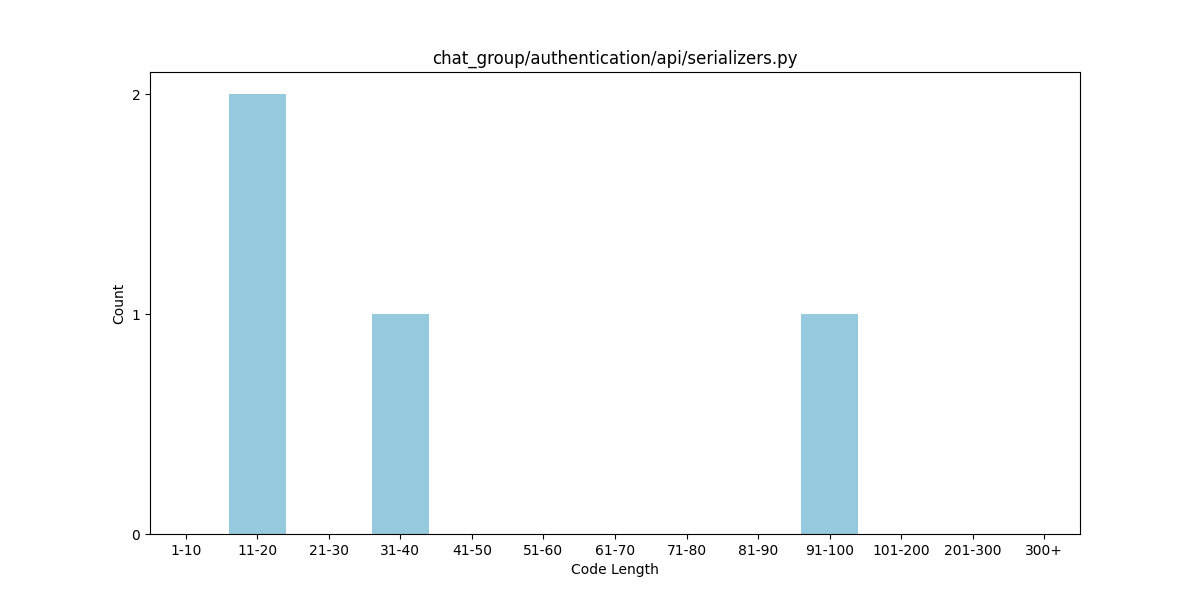 chat_group/authentication/api/serializers.py
2
1
0
Count
1-10 11-20 21-30 31-40 41-50 51-60 61-70 71-80 81-90 91-100 101-200 201-300 300+
Code Length